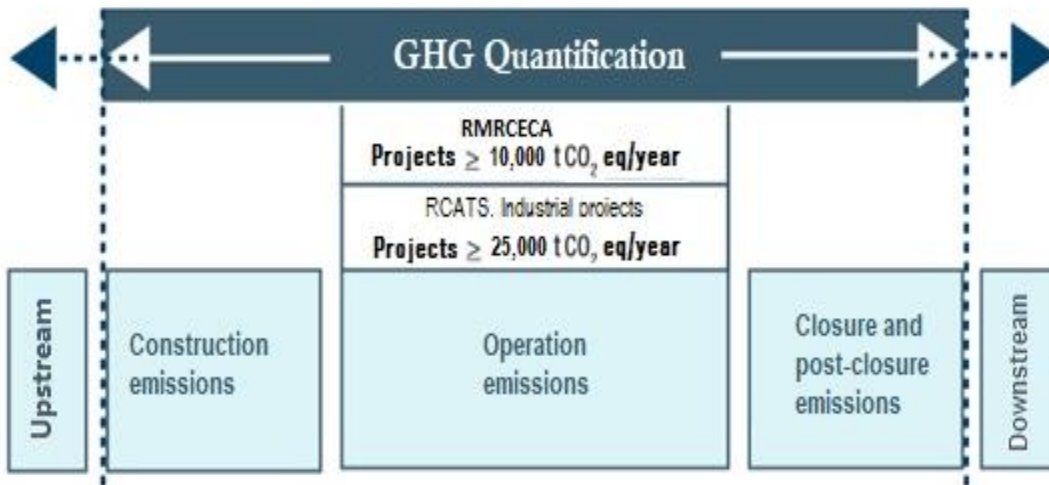 GHG Quantification
RMRCECA
Projects ≥ 10,000 t CO₂ eq/year
RCATS. Industrial projects
Projects ≥ 25,000 t CO₂ eq/year
Upstream
Construction
emissions
Operation
emissions
Closure and
post-closure
emissions
Downstream